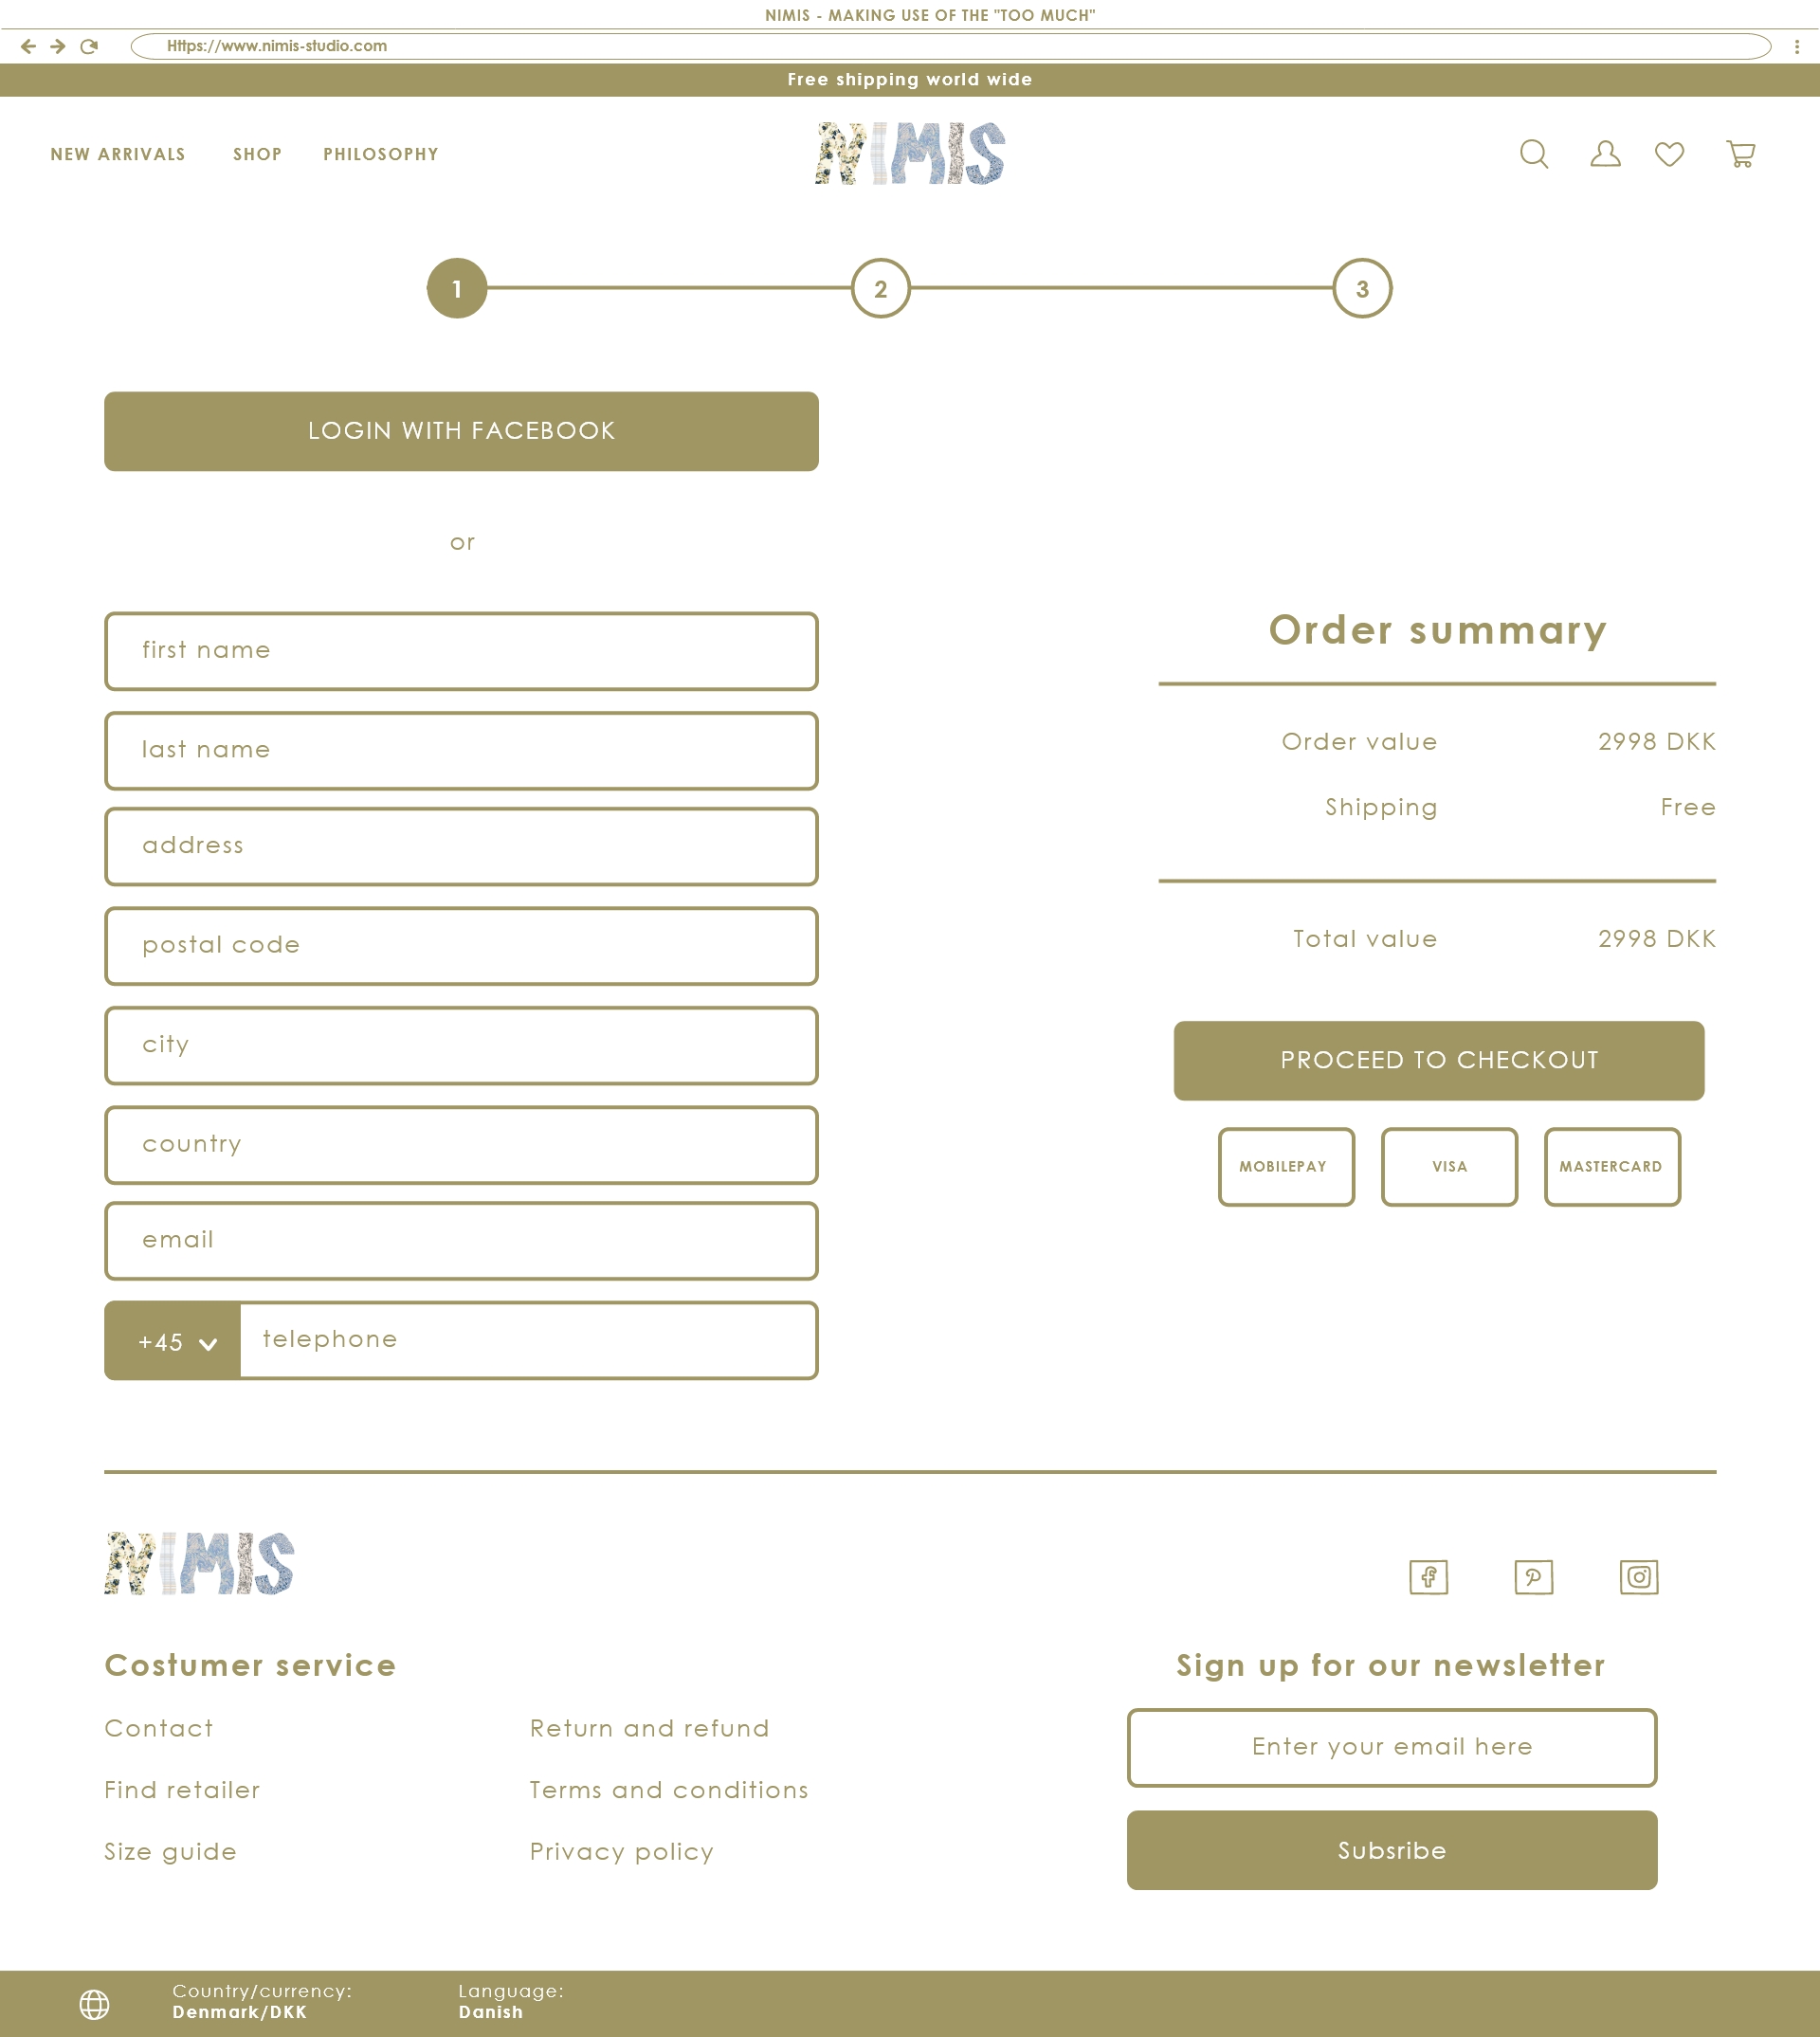 NIMIS - MAKING USE OF THE "TOO MUCH"
Https://www.nimis-studio.com
Free shipping world wide
NEW ARRIVALS SHOP PHILOSOPHY
NIMIS
1 2 3
LOGIN WITH FACEBOOK
or
first name
last name
address
postal code
city
country
email
+45 telephone
Order summary
Order value 2998 DKK
Shipping Free
Total value 2998 DKK
PROCEED TO CHECKOUT
MOBILEPAY VISA MASTERCARD
NIMIS
Costumer service
Contact
Find retailer
Size guide
Return and refund
Terms and conditions
Privacy policy
Sign up for our newsletter
Enter your email here
Subsribe
Country/currency:
Denmark/DKK
Language:
Danish